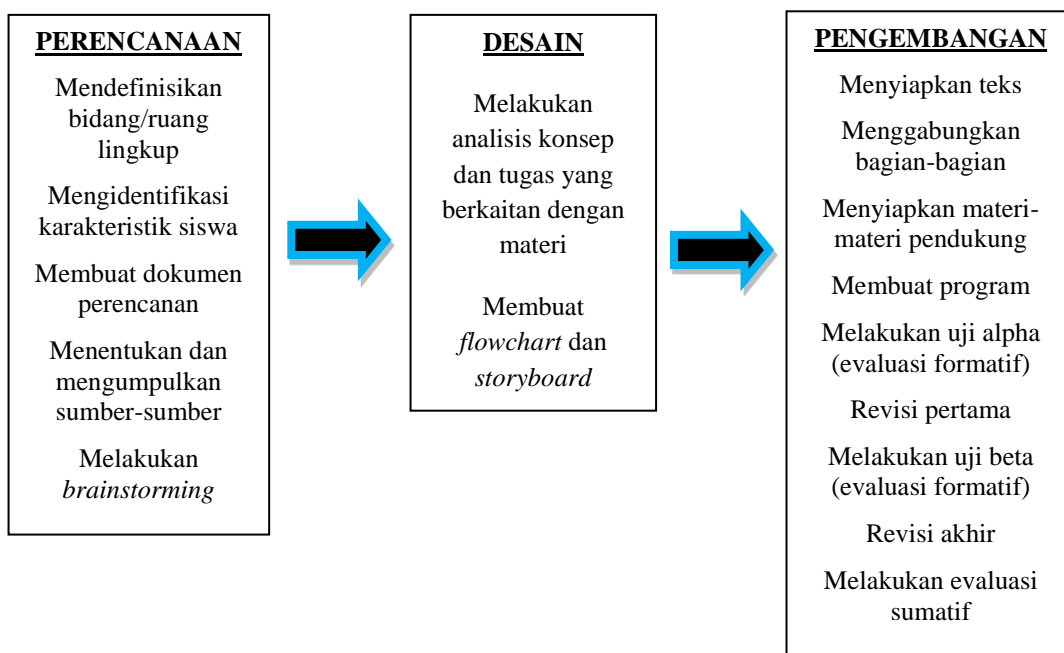 PERENCANAAN
Mendefinisikan
bidang/ruang
lingkup
Mengidentifikasi
karakteristik siswa
Membuat dokumen
perencanan
Menentukan dan
mengumpulkan
sumber-sumber
Melakukan
brainstorming
DESAIN
Melakukan
analisis konsep
dan tugas yang
berkaitan dengan
materi
Membuat
flowchart dan
storyboard
PENGEMBANGAN
Menyiapkan teks
Menggabungkan
bagian-bagian
Menyiapkan materi-
materi pendukung
Membuat program
Melakukan uji alpha
(evaluasi formatif)
Revisi pertama
Melakukan uji beta
(evaluasi formatif)
Revisi akhir
Melakukan evaluasi
sumatif